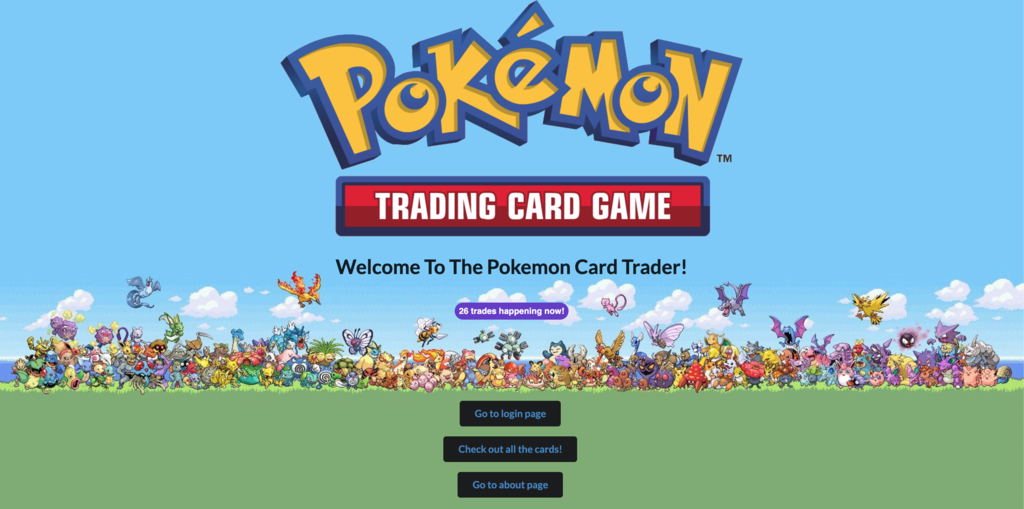 POKÉMON
TM
TRADING CARD GAME
Welcome To The Pokemon Card Trader!
26 trades happening now!
Go to login page
Check out all the cards!
Go to about page